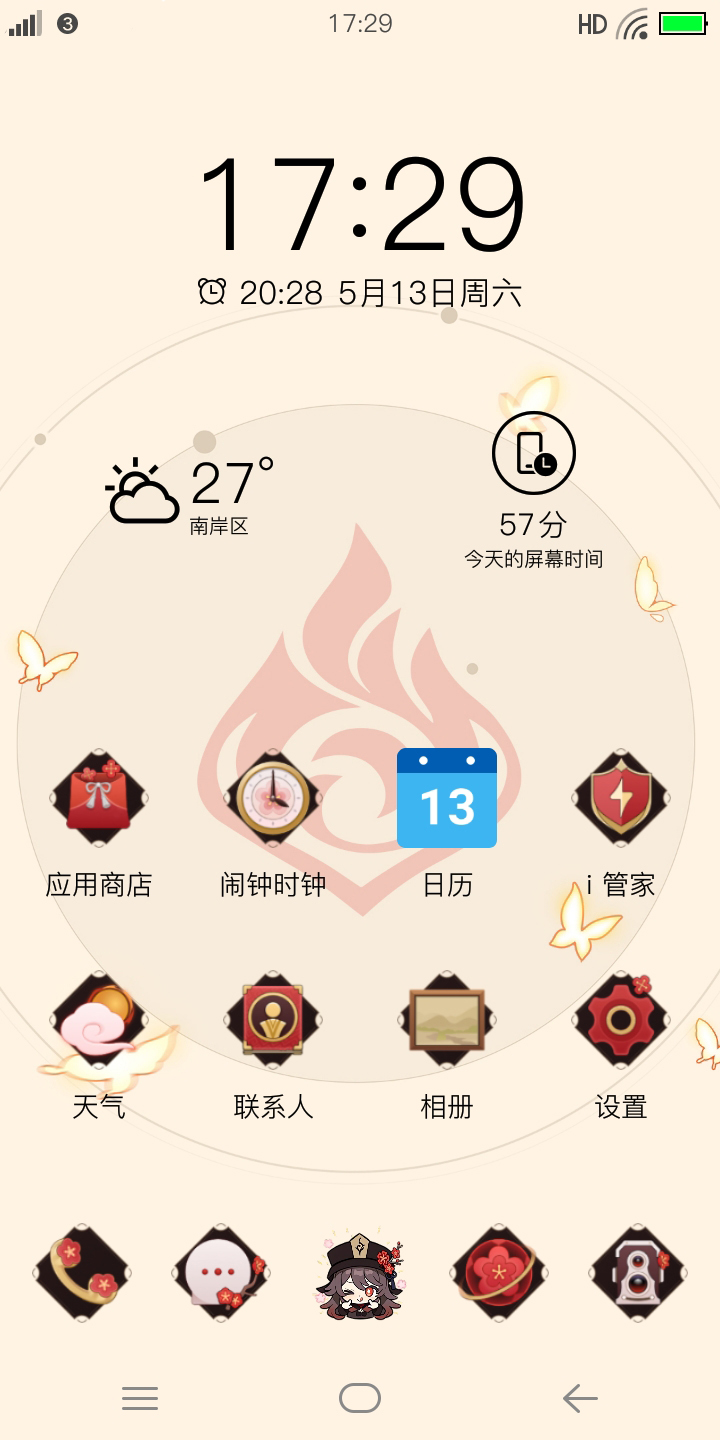 3 17:29 HD
17:29
20:28 5月13日周六
27°
南岸区
57分
今天的屏幕时间
13
应用商店 闹钟时钟 日历 i 管家
天气 联系人 相册 设置